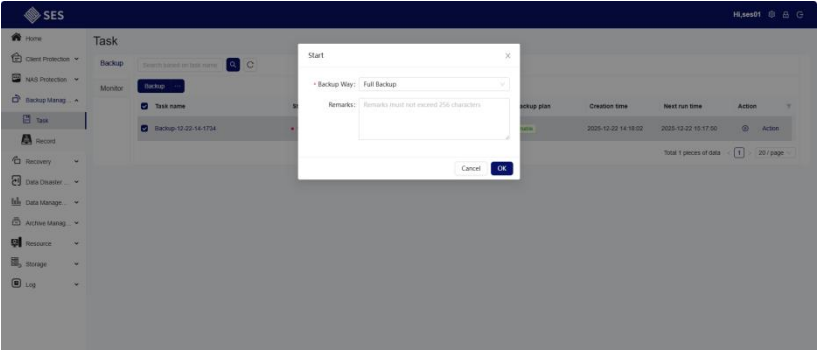 SES
Hi,ses01
Home
Client Protection
NAS Protection
Backup Manag...
Task
Record
Recovery
Data Disaster ...
Data Manage...
Archive Manag...
Resource
Storage
Log
Task
Backup
Monitor
Search based on task name
Backup
Task name
Backup plan
Creation time
Next run time
Action
Backup-12-22-14-1734
2025-12-22 14:18:02
2025-12-22 15:17:50
Action
Total 1 pieces of data
1
20 / page
Start
* Backup Way: Full Backup
Remarks: Remarks must not exceed 256 characters
Cancel
OK